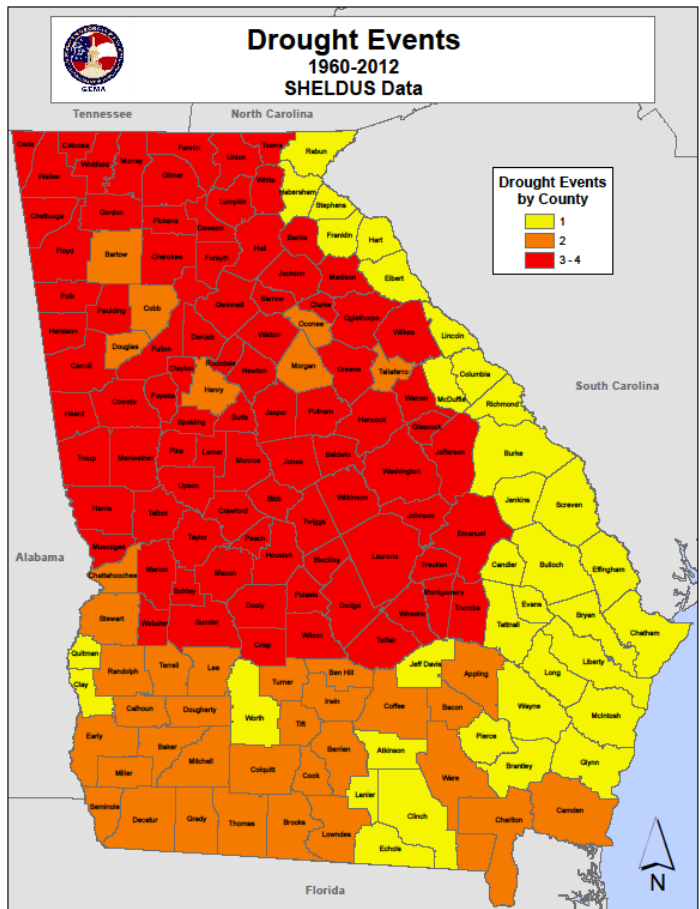 Drought Events
1960-2012
SHELDUS Data
GEMA
Tennessee
North Carolina
Drought Events
by County
1
2
3 - 4
South Carolina
Alabama
Florida
N
Dade
Catoosa
Whitfield
Murray
Fannin
Union
Towns
Rabun
Walker
Gilmer
White
Habersham
Stephens
Lumpkin
Chattooga
Gordon
Pickens
Dawson
Banks
Franklin
Hart
Floyd
Bartow
Cherokee
Forsyth
Hall
Jackson
Madison
Elbert
Polk
Paulding
Cobb
Gwinnett
Barrow
Clarke
Oconee
Oglethorpe
Wilkes
Lincoln
Haralson
Douglas
Fulton
DeKalb
Walton
Morgan
Greene
Taliaferro
Columbia
Carroll
Clayton
Rockdale
Newton
Henry
McDuffie
Richmond
Warren
Heard
Coweta
Fayette
Spalding
Butts
Jasper
Putnam
Hancock
Glascock
Jefferson
Burke
Troup
Meriwether
Pike
Lamar
Monroe
Jones
Baldwin
Washington
Upson
Bibb
Wilkinson
Jenkins
Screven
Harris
Talbot
Crawford
Twiggs
Johnson
Emanuel
Muscogee
Taylor
Peach
Houston
Bleckley
Laurens
Treutlen
Candler
Bulloch
Effingham
Chattahoochee
Marion
Macon
Schley
Pulaski
Dodge
Montgomery
Wheeler
Toombs
Tattnall
Evans
Bryan
Chatham
Stewart
Webster
Sumter
Dooly
Crisp
Wilcox
Telfair
Liberty
Long
Quitman
Randolph
Terrell
Lee
Turner
Ben Hill
Jeff Davis
Appling
Wayne
McIntosh
Clay
Calhoun
Dougherty
Worth
Tift
Irwin
Coffee
Bacon
Pierce
Early
Baker
Mitchell
Colquitt
Cook
Berrien
Atkinson
Ware
Brantley
Glynn
Miller
Lanier
Clinch
Seminole
Decatur
Grady
Thomas
Brooks
Lowndes
Echols
Charlton
Camden